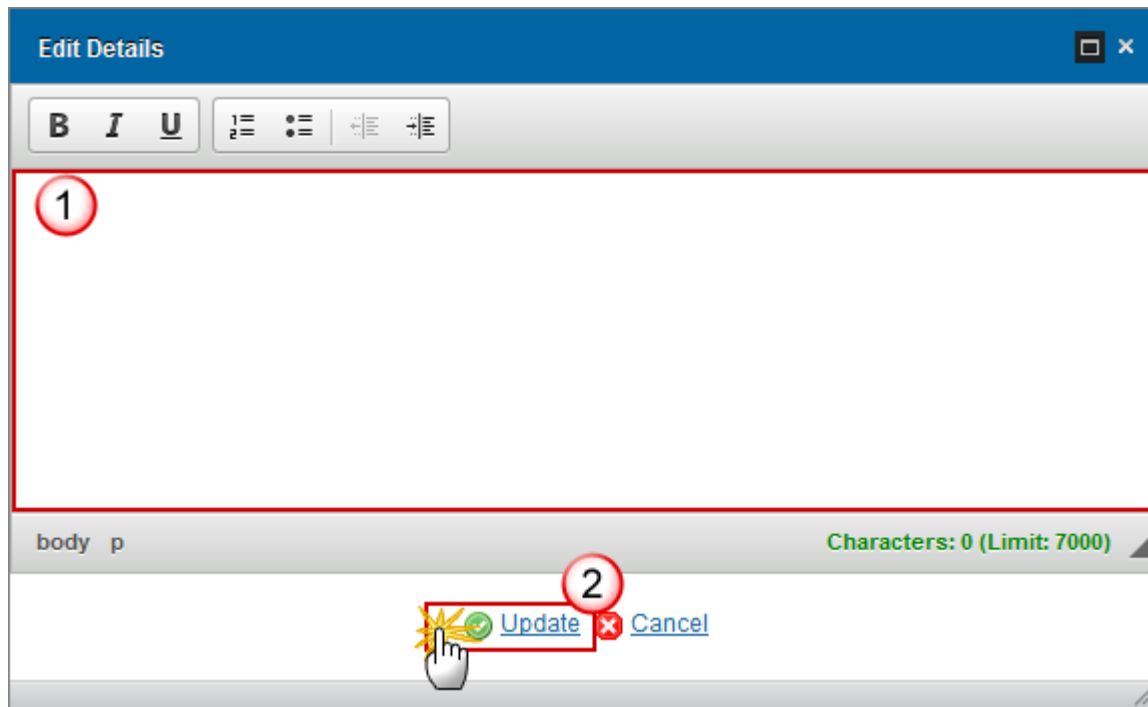 Edit Details
B I U
1
body p Characters: 0 (Limit: 7000)
2
Update Cancel